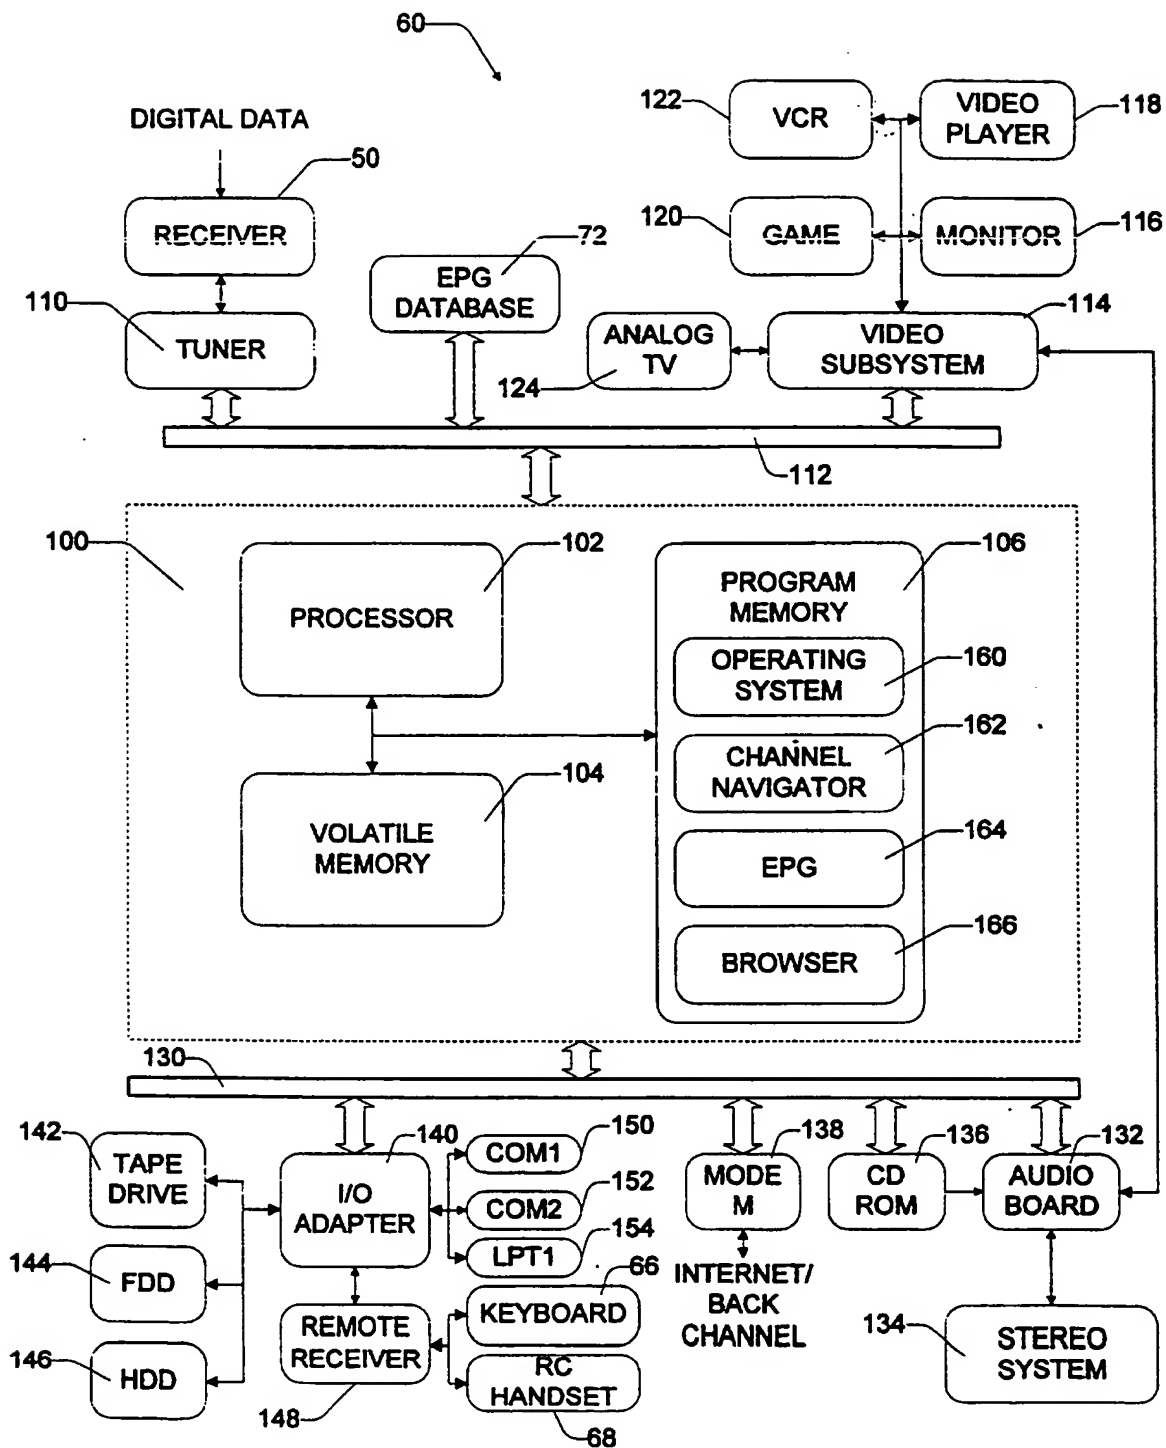 60
DIGITAL DATA
50
RECEIVER
110
TUNER
72
EPG
DATABASE
122
VCR
VIDEO
PLAYER
118
120
GAME
MONITOR
116
ANALOG
TV
124
VIDEO
SUBSYSTEM
114
112
100
102
PROCESSOR
104
VOLATILE
MEMORY
106
PROGRAM
MEMORY
OPERATING
SYSTEM
160
CHANNEL
NAVIGATOR
162
EPG
164
BROWSER
166
130
142
TAPE
DRIVE
144
FDD
146
HDD
140
I/O
ADAPTER
REMOTE
RECEIVER
148
COM1
150
COM2
152
LPT1
154
66
KEYBOARD
RC
HANDSET
68
138
MODE
M
INTERNET/
BACK
CHANNEL
136
CD
ROM
132
AUDIO
BOARD
134
STEREO
SYSTEM